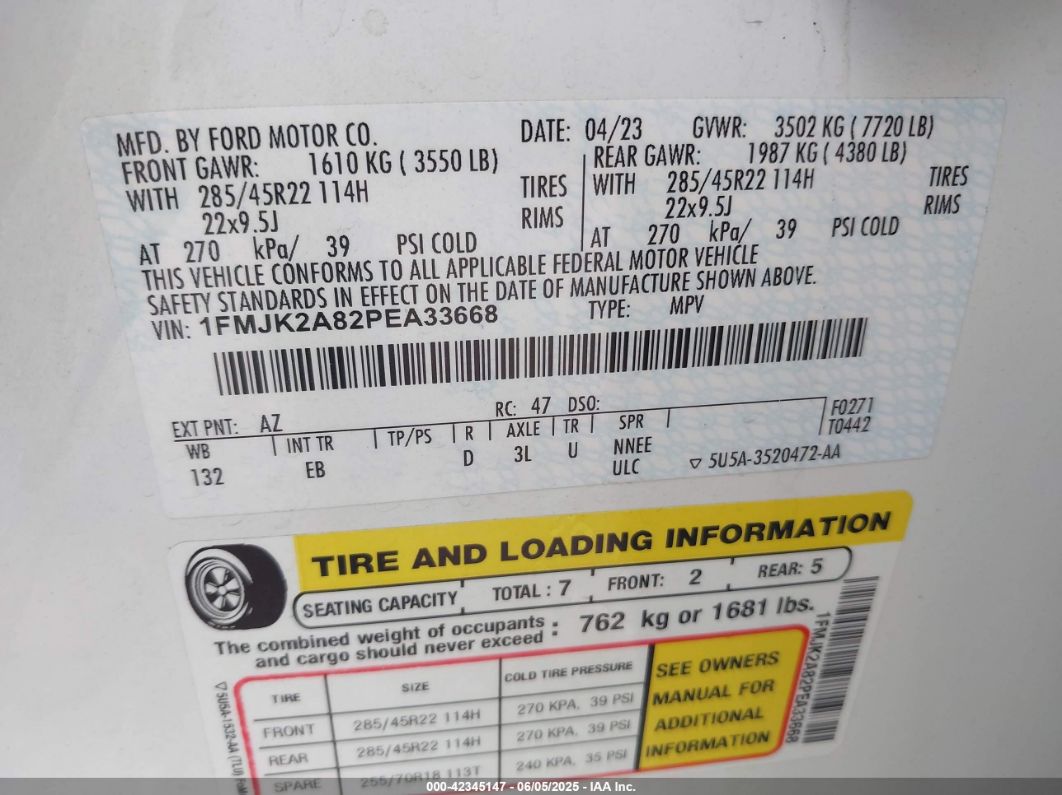 MFD. BY FORD MOTOR CO. DATE: 04/23 GVWR: 3502 KG ( 7720 LB)
FRONT GAWR: 1610 KG ( 3550 LB) REAR GAWR: 1987 KG ( 4380 LB)
WITH 285/45R22 114H TIRES WITH 285/45R22 114H TIRES
22x9.5J RIMS 22x9.5J RIMS
AT 270 kPa/ 39 PSI COLD AT 270 kPa/ 39 PSI COLD
THIS VEHICLE CONFORMS TO ALL APPLICABLE FEDERAL MOTOR VEHICLE
SAFETY STANDARDS IN EFFECT ON THE DATE OF MANUFACTURE SHOWN ABOVE.
VIN: 1FMJK2A82PEA33668 TYPE: MPV
EXT PNT: AZ RC: 47 DSO: F0271
WB INT TR TP/PS R AXLE TR SPR T0442
132 EB D 3L U NNEE
ULC ▽ 5U5A-3520472-AA
TIRE AND LOADING INFORMATION
SEATING CAPACITY TOTAL : 7 FRONT: 2 REAR: 5
The combined weight of occupants
and cargo should never exceed : 762 kg or 1681 lbs.
TIRE SIZE COLD TIRE PRESSURE
FRONT 285/45R22 114H 270 KPA, 39 PSI
REAR 285/45R22 114H 270 KPA, 39 PSI
SPARE 255/70R18 113T 240 KPA, 35 PSI
SEE OWNERS
MANUAL FOR
ADDITIONAL
INFORMATION
1FMJK2A82PEA33668
▽5U5A-1532-AA (TLU)
000-42345147 - 06/05/2025 - IAA Inc.